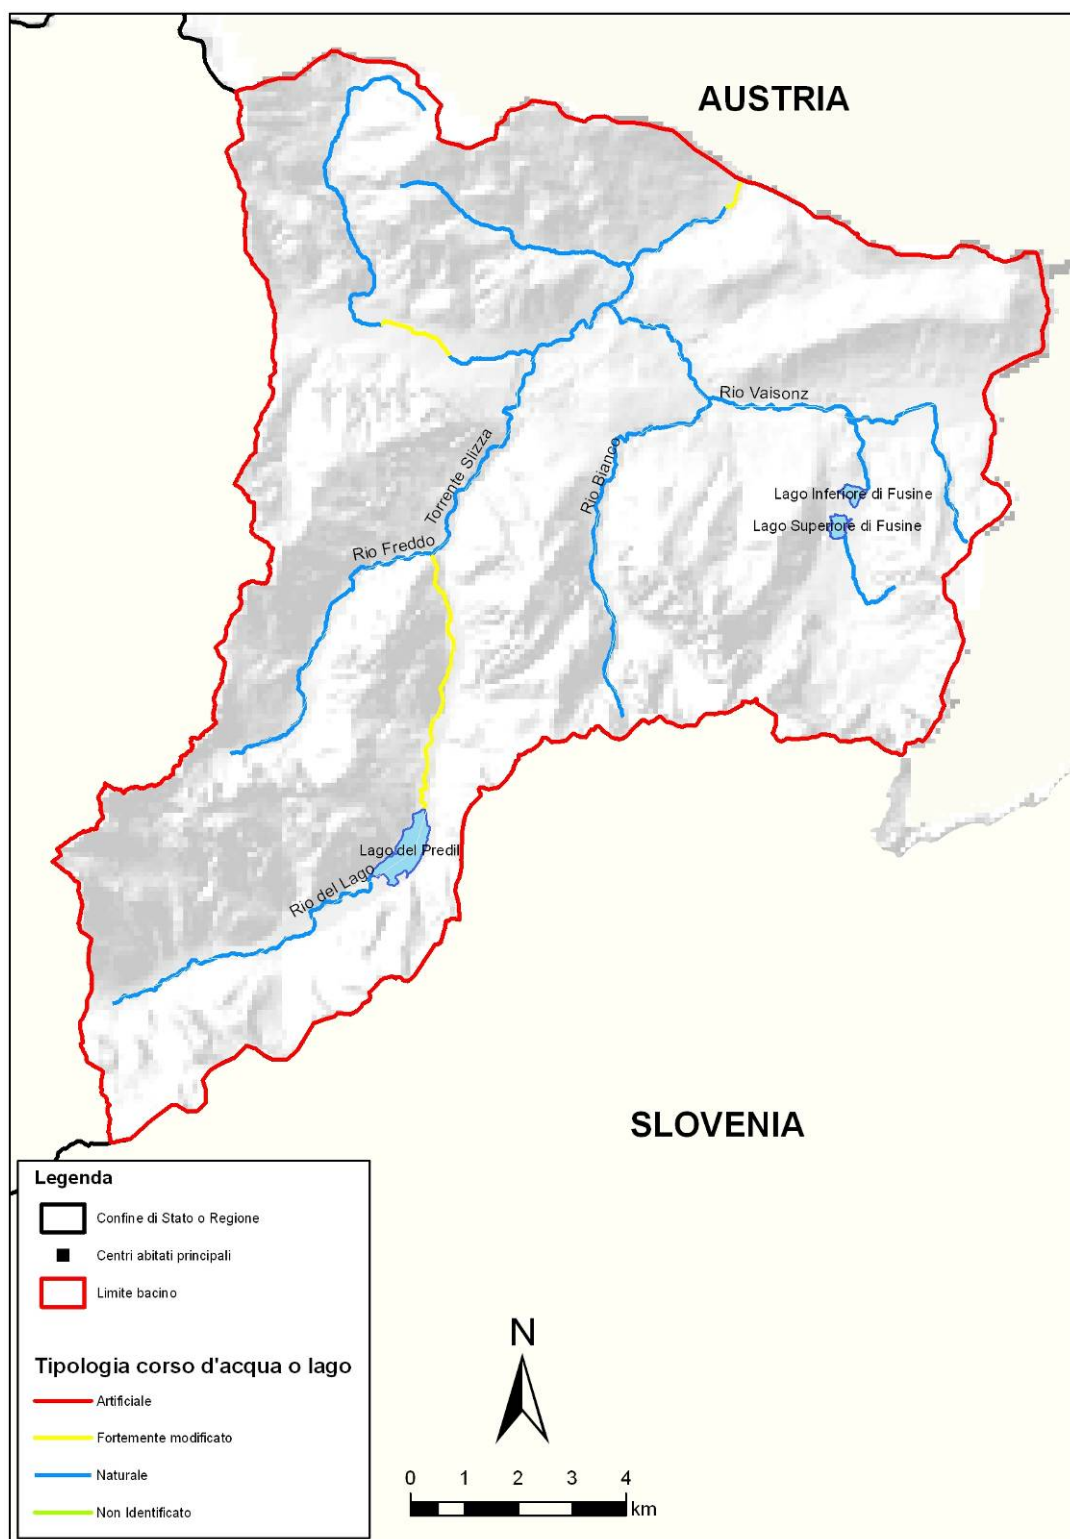 AUSTRIA
Rio Vaisonz
Torrente Slizza
Rio Bianco
Lago Inferiore di Fusine
Lago Superiore di Fusine
Rio Freddo
Lago del Predil
Rio del Lago
SLOVENIA
Legenda
Confine di Stato o Regione
Centri abitati principali
Limite bacino
Tipologia corso d'acqua o lago
Artificiale
Fortemente modificato
Naturale
Non Identificato
N
0 1 2 3 4
km